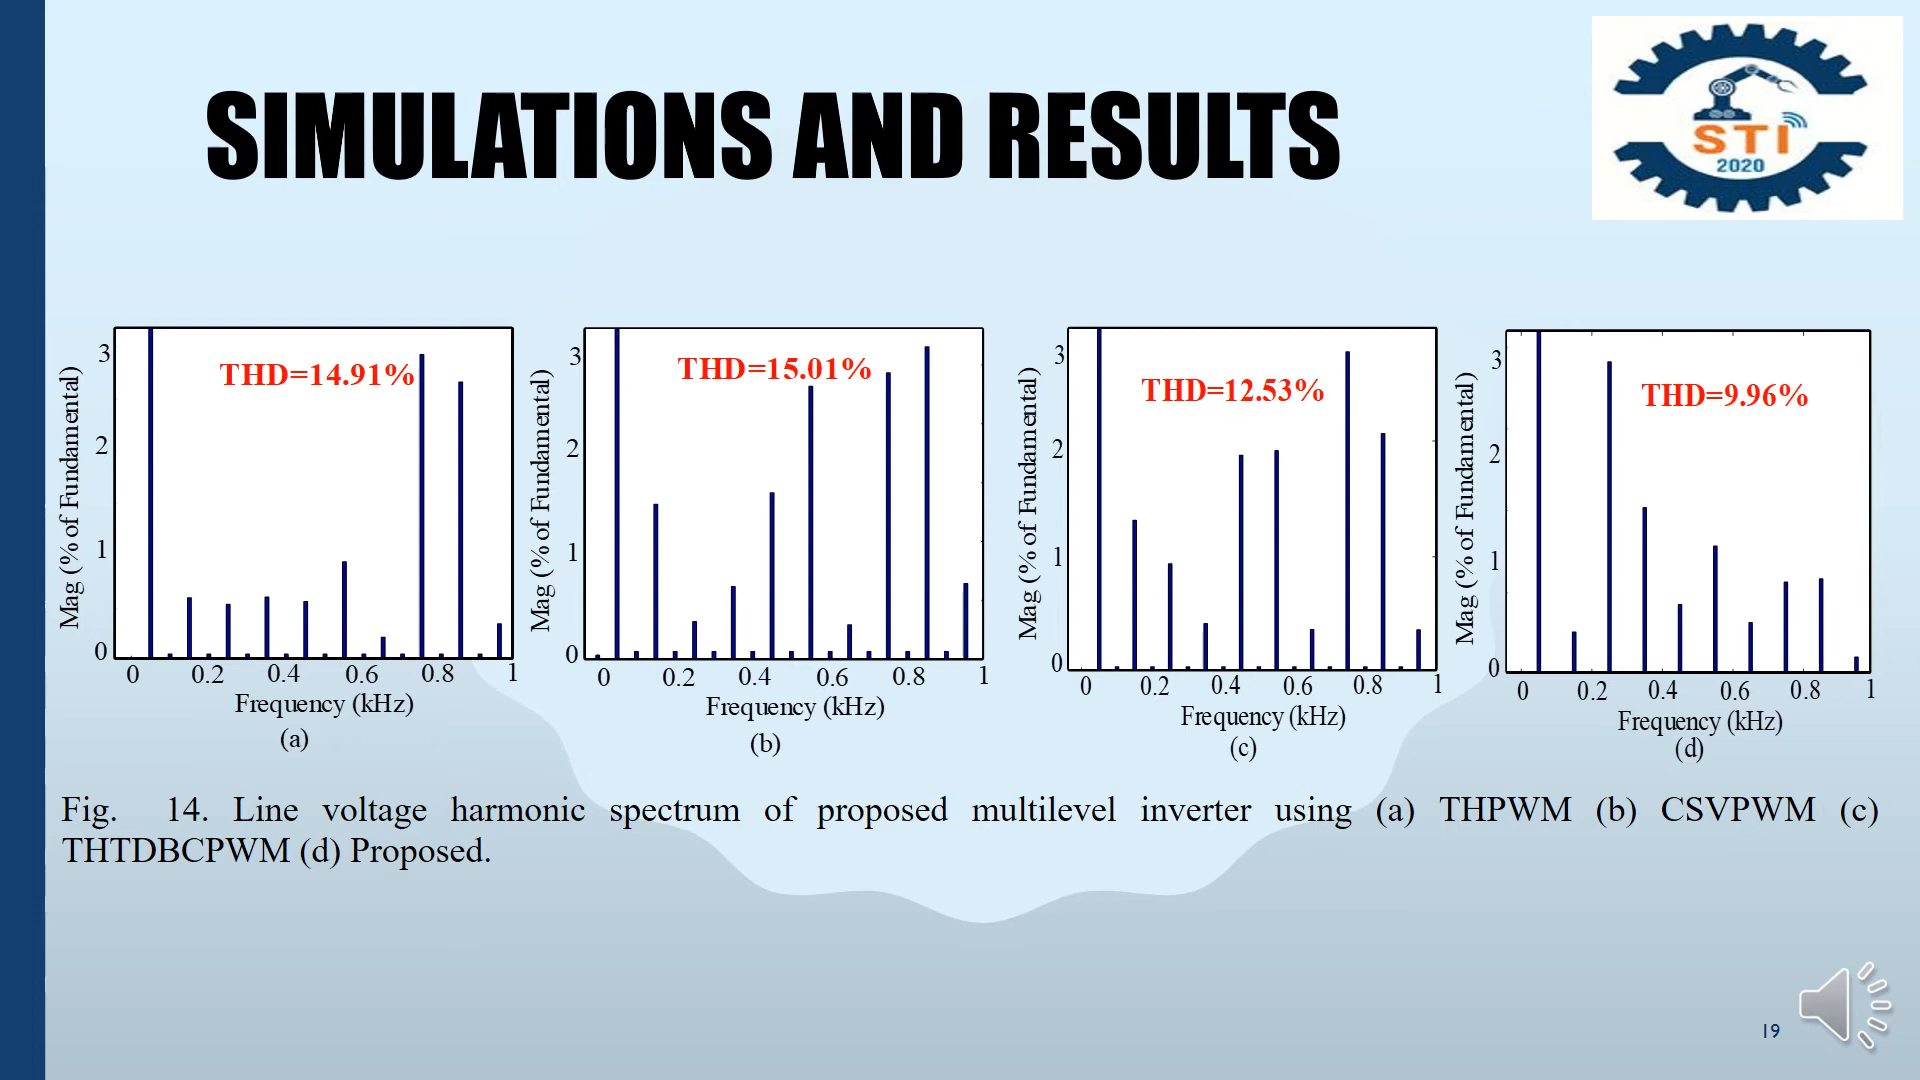 SIMULATIONS AND RESULTS
STI
2020
THD=14.91%
Mag (% of Fundamental)
3
2
1
0
0 0.2 0.4 0.6 0.8 1
Frequency (kHz)
(a)
THD=15.01%
Mag (% of Fundamental)
3
2
1
0
0 0.2 0.4 0.6 0.8 1
Frequency (kHz)
(b)
THD=12.53%
Mag (% of Fundamental)
3
2
1
0
0 0.2 0.4 0.6 0.8 1
Frequency (kHz)
(c)
THD=9.96%
Mag (% of Fundamental)
3
2
1
0
0 0.2 0.4 0.6 0.8 1
Frequency (kHz)
(d)
Fig. 14. Line voltage harmonic spectrum of proposed multilevel inverter using (a) THPWM (b) CSVPWM (c)
THTDBCPWM (d) Proposed.
19